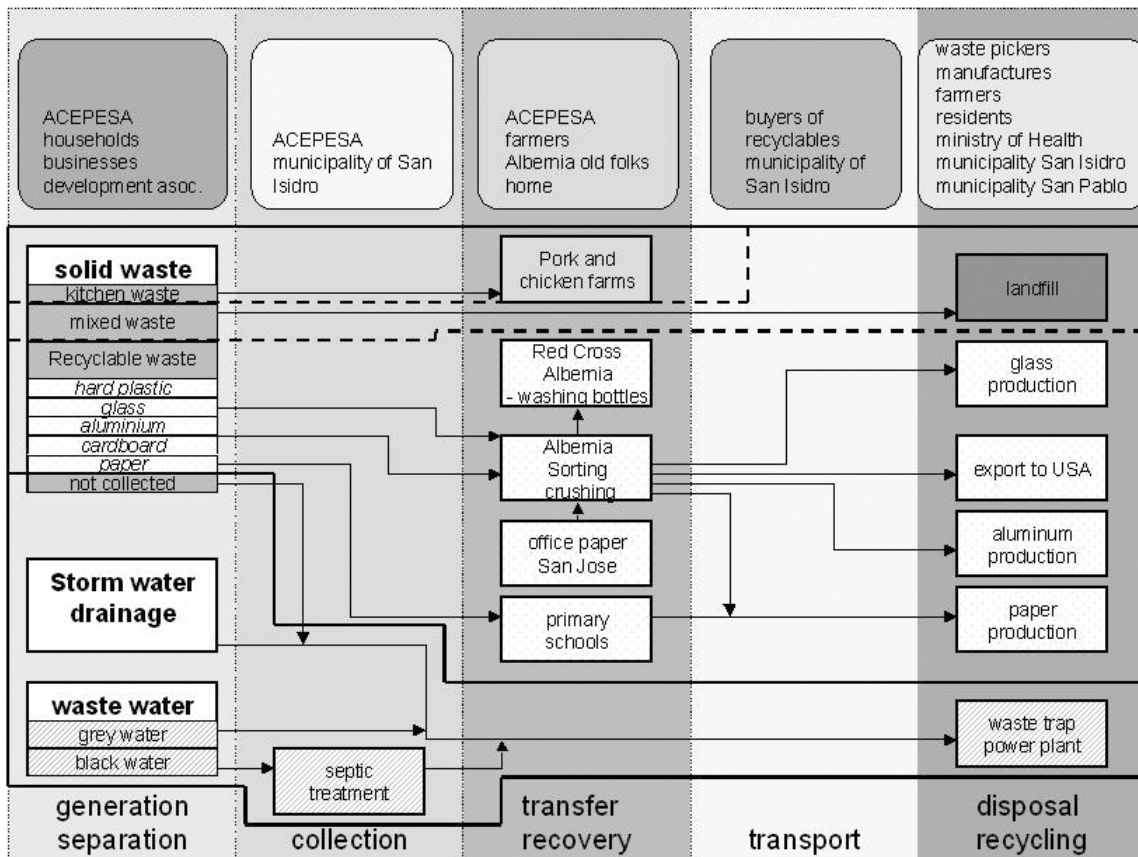 ACEPESA
households
businesses
development asoc.
ACEPESA
municipality of San
Isidro
ACEPESA
farmers
Albernia old folks
home
buyers of
recyclables
municipality of
San Isidro
waste pickers
manufactures
farmers
residents
ministry of Health
municipality San Isidro
municipality San Pablo
solid waste
kitchen waste
mixed waste
Recyclable waste
hard plastic
glass
aluminium
cardboard
paper
not collected
Storm water
drainage
waste water
grey water
black water
septic
treatment
Pork and
chicken farms
Red Cross
Albernia
- washing bottles
Albernia
Sorting
crushing
office paper
San Jose
primary
schools
landfill
glass
production
export to USA
aluminum
production
paper
production
waste trap
power plant
generation
separation
collection
transfer
recovery
transport
disposal
recycling